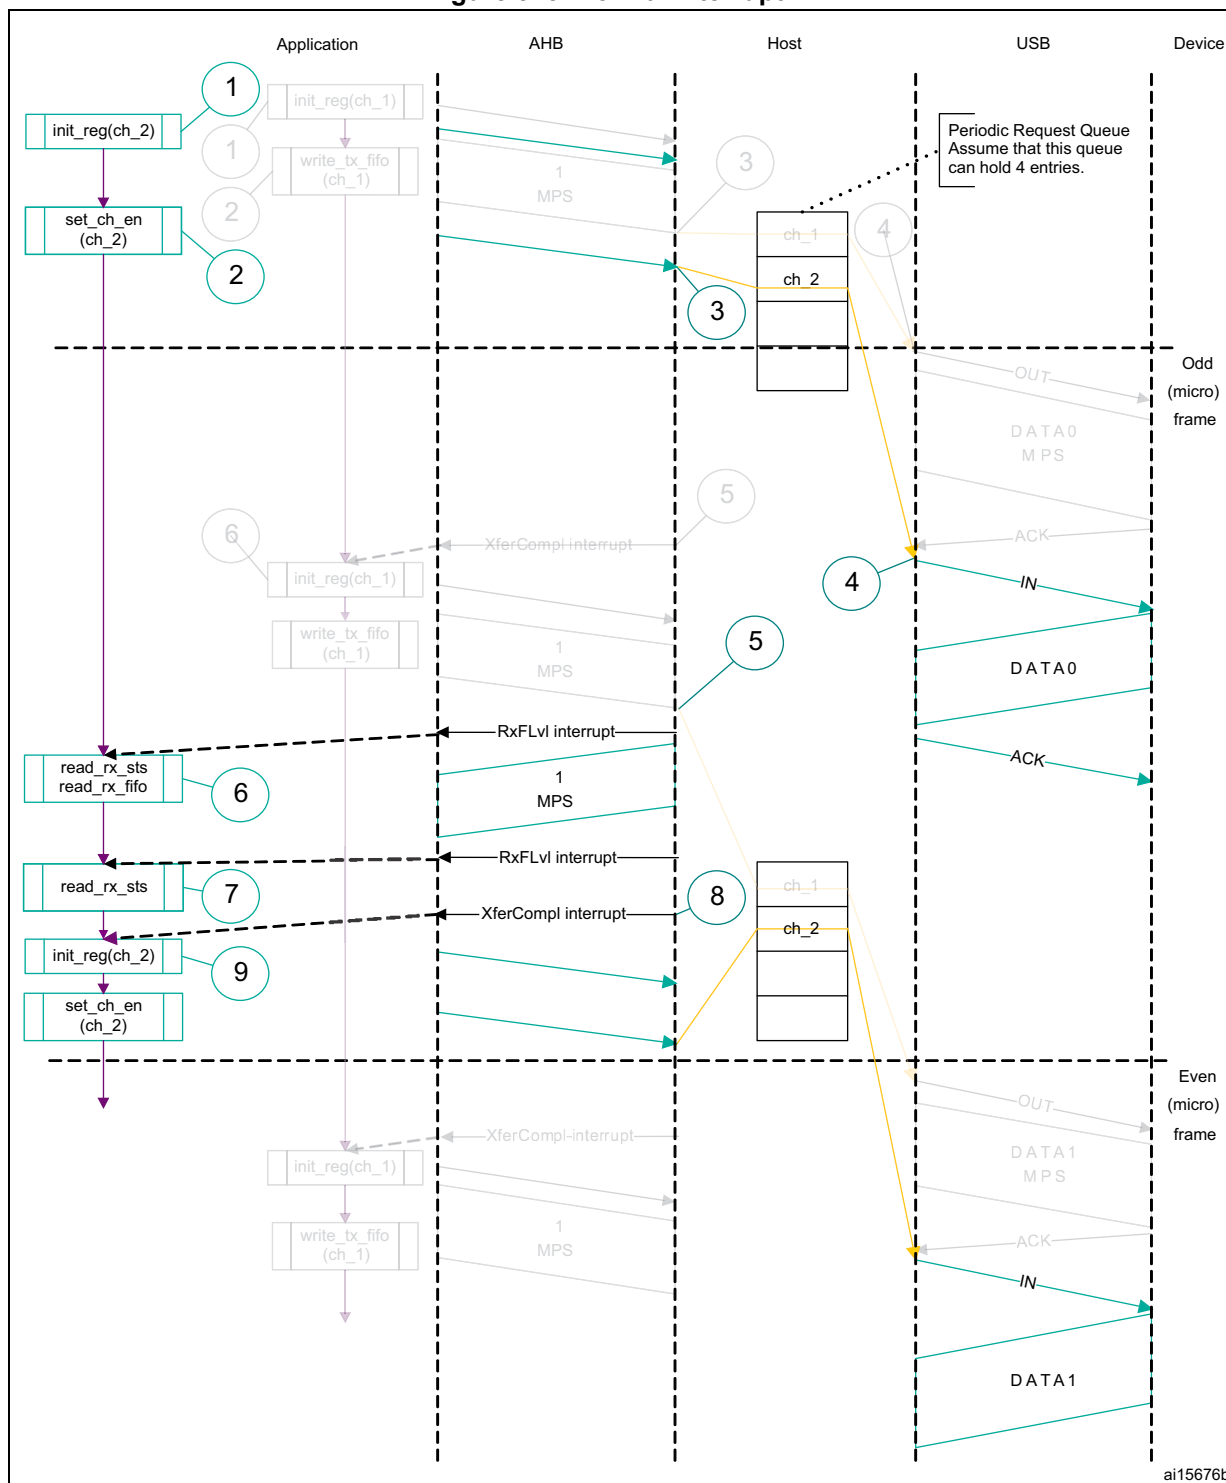 Application
AHB
Host
USB
Device
1
init_reg(ch_1)
init_reg(ch_2)
1
Periodic Request Queue
Assume that this queue
can hold 4 entries.
write_tx_fifo
(ch_1)
1
MPS
3
2
set_ch_en
(ch_2)
2
ch_1
4
ch_2
3
Odd
(micro)
frame
OUT
DATA0
MPS
5
6
XferCompl interrupt
ACK
init_reg(ch_1)
4
IN
write_tx_fifo
(ch_1)
1
MPS
5
DATA0
RxFLvl interrupt
ACK
read_rx_sts
read_rx_fifo
6
1
MPS
RxFLvl interrupt
read_rx_sts
7
ch_1
8
XferCompl interrupt
ch_2
init_reg(ch_2)
9
set_ch_en
(ch_2)
Even
(micro)
frame
OUT
XferCompl-interrupt
init_reg(ch_1)
DATA1
MPS
write_tx_fifo
(ch_1)
1
MPS
ACK
IN
DATA1
ai15676b